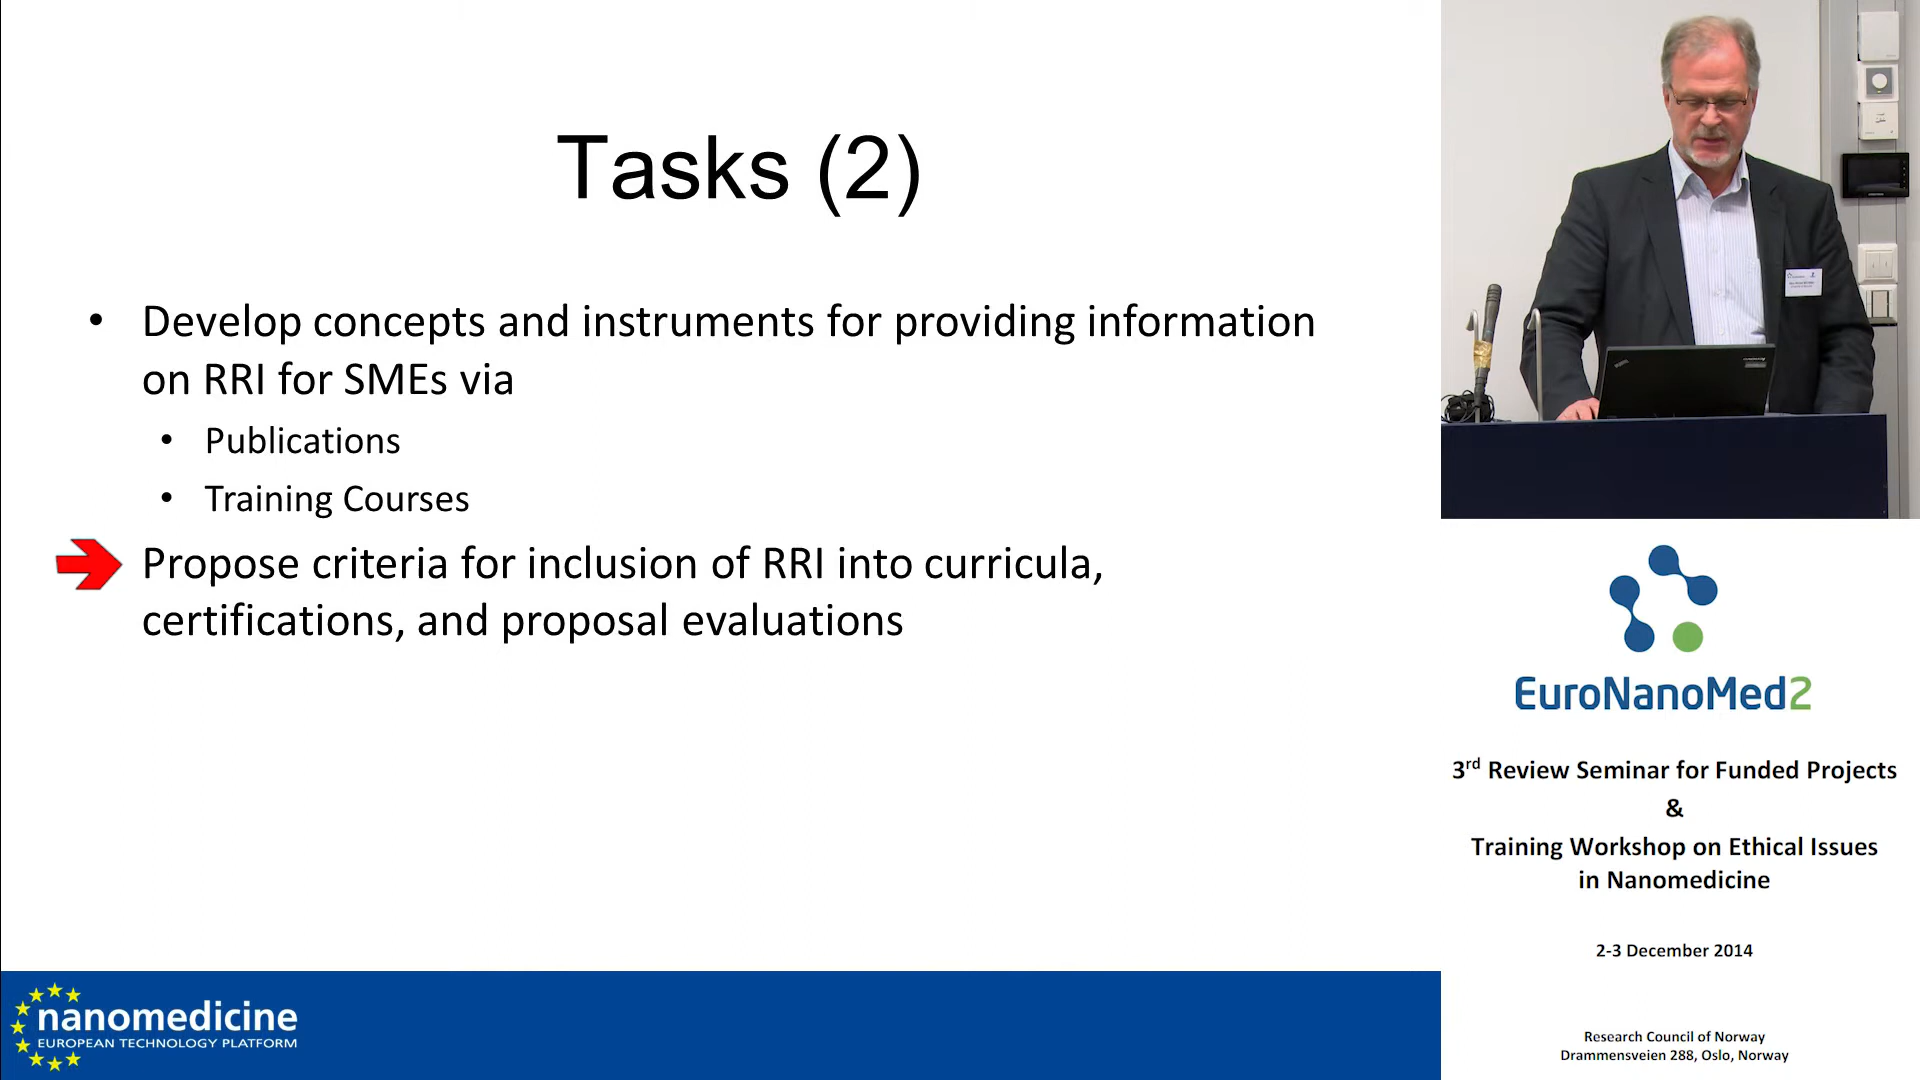 Tasks (2)
• Develop concepts and instruments for providing information
on RRI for SMEs via
• Publications
• Training Courses
Propose criteria for inclusion of RRI into curricula,
certifications, and proposal evaluations
nanomedicine
EUROPEAN TECHNOLOGY PLATFORM
EuroNanoMed2
3rd Review Seminar for Funded Projects
&
Training Workshop on Ethical Issues
in Nanomedicine
2-3 December 2014
Research Council of Norway
Drammensveien 288, Oslo, Norway